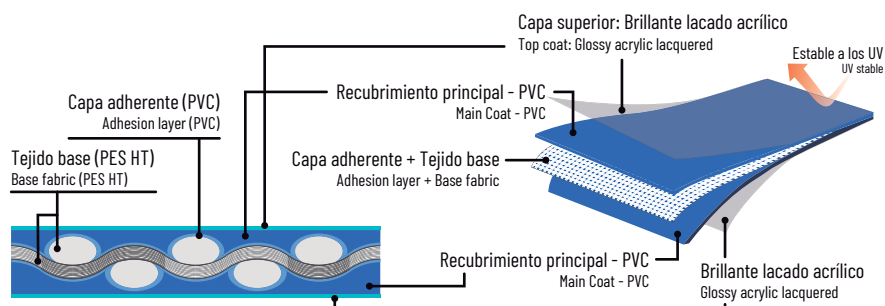 Capa superior: Brillante lacado acrílico
Top coat: Glossy acrylic lacquered
Estable a los UV
UV stable
Recubrimiento principal - PVC
Main Coat - PVC
Capa adherente (PVC)
Adhesion layer (PVC)
Tejido base (PES HT)
Base fabric (PES HT)
Capa adherente + Tejido base
Adhesion layer + Base fabric
Recubrimiento principal - PVC
Main Coat - PVC
Brillante lacado acrílico
Glossy acrylic lacquered